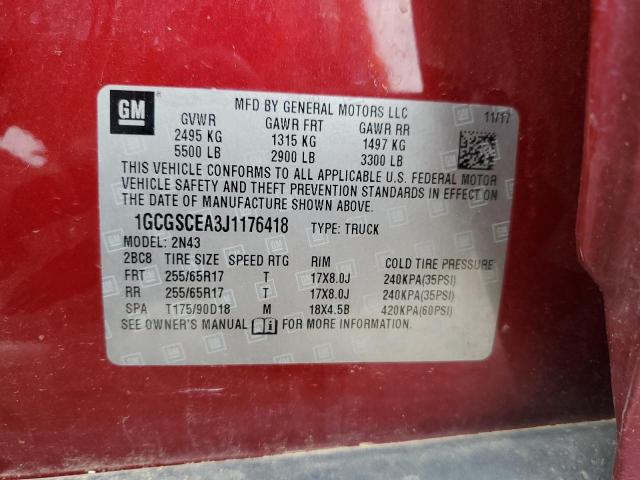 GM
MFD BY GENERAL MOTORS LLC 11/17
GVWR GAWR FRT GAWR RR
2495 KG 1315 KG 1497 KG
5500 LB 2900 LB 3300 LB
THIS VEHICLE CONFORMS TO ALL APPLICABLE U.S. FEDERAL MOTOR
VEHICLE SAFETY AND THEFT PREVENTION STANDARDS IN EFFECT ON
THE DATE OF MANUFACTURE SHOWN ABOVE.
1GCGSCEA3J1176418 TYPE: TRUCK
MODEL: 2N43
2BC8 TIRE SIZE SPEED RTG RIM COLD TIRE PRESSURE
FRT 255/65R17 T 17X8.0J 240KPA(35PSI)
RR 255/65R17 T 17X8.0J 240KPA(35PSI)
SPA T175/90D18 M 18X4.5B 420KPA(60PSI)
SEE OWNER'S MANUAL FOR MORE INFORMATION.